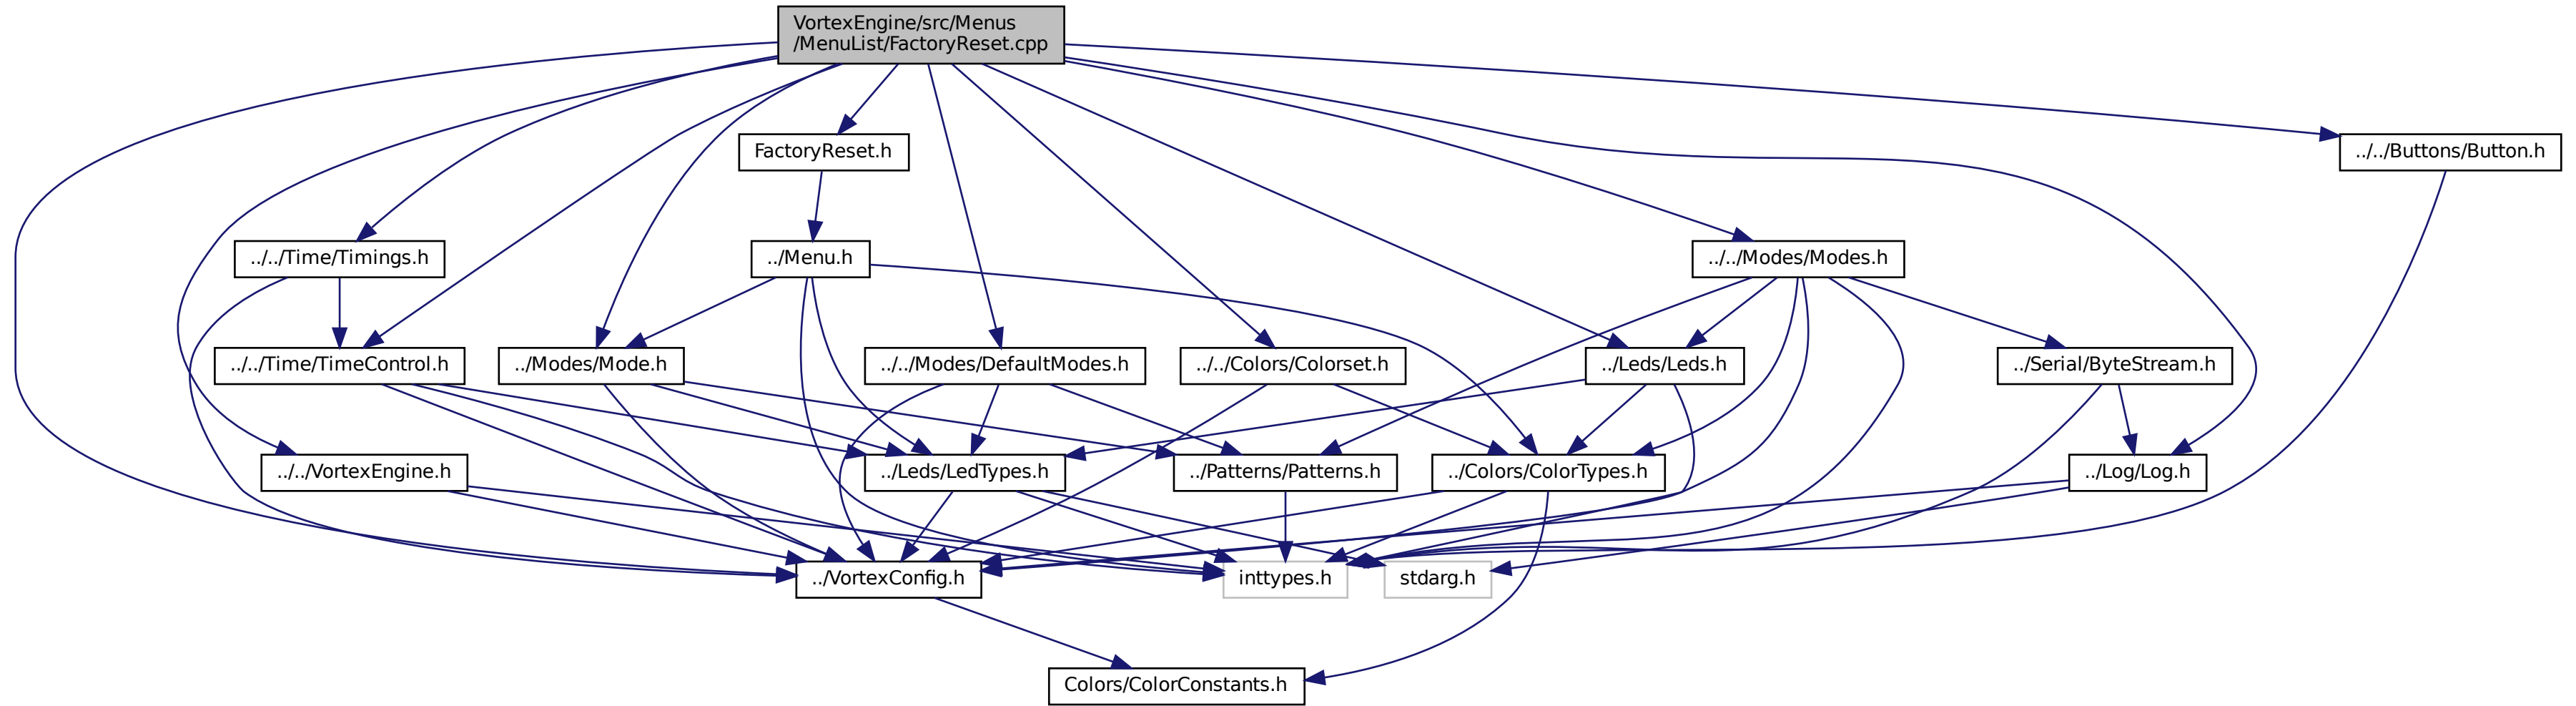 VortexEngine/src/Menus
/MenuList/FactoryReset.cpp
FactoryReset.h
../../Buttons/Button.h
../../Time/Timings.h
../Menu.h
../../Modes/Modes.h
../../Time/TimeControl.h
../Modes/Mode.h
../../Modes/DefaultModes.h
../../Colors/Colorset.h
../Leds/Leds.h
../Serial/ByteStream.h
../../VortexEngine.h
../Leds/LedTypes.h
../Patterns/Patterns.h
../Colors/ColorTypes.h
../Log/Log.h
../VortexConfig.h
inttypes.h
stdarg.h
Colors/ColorConstants.h